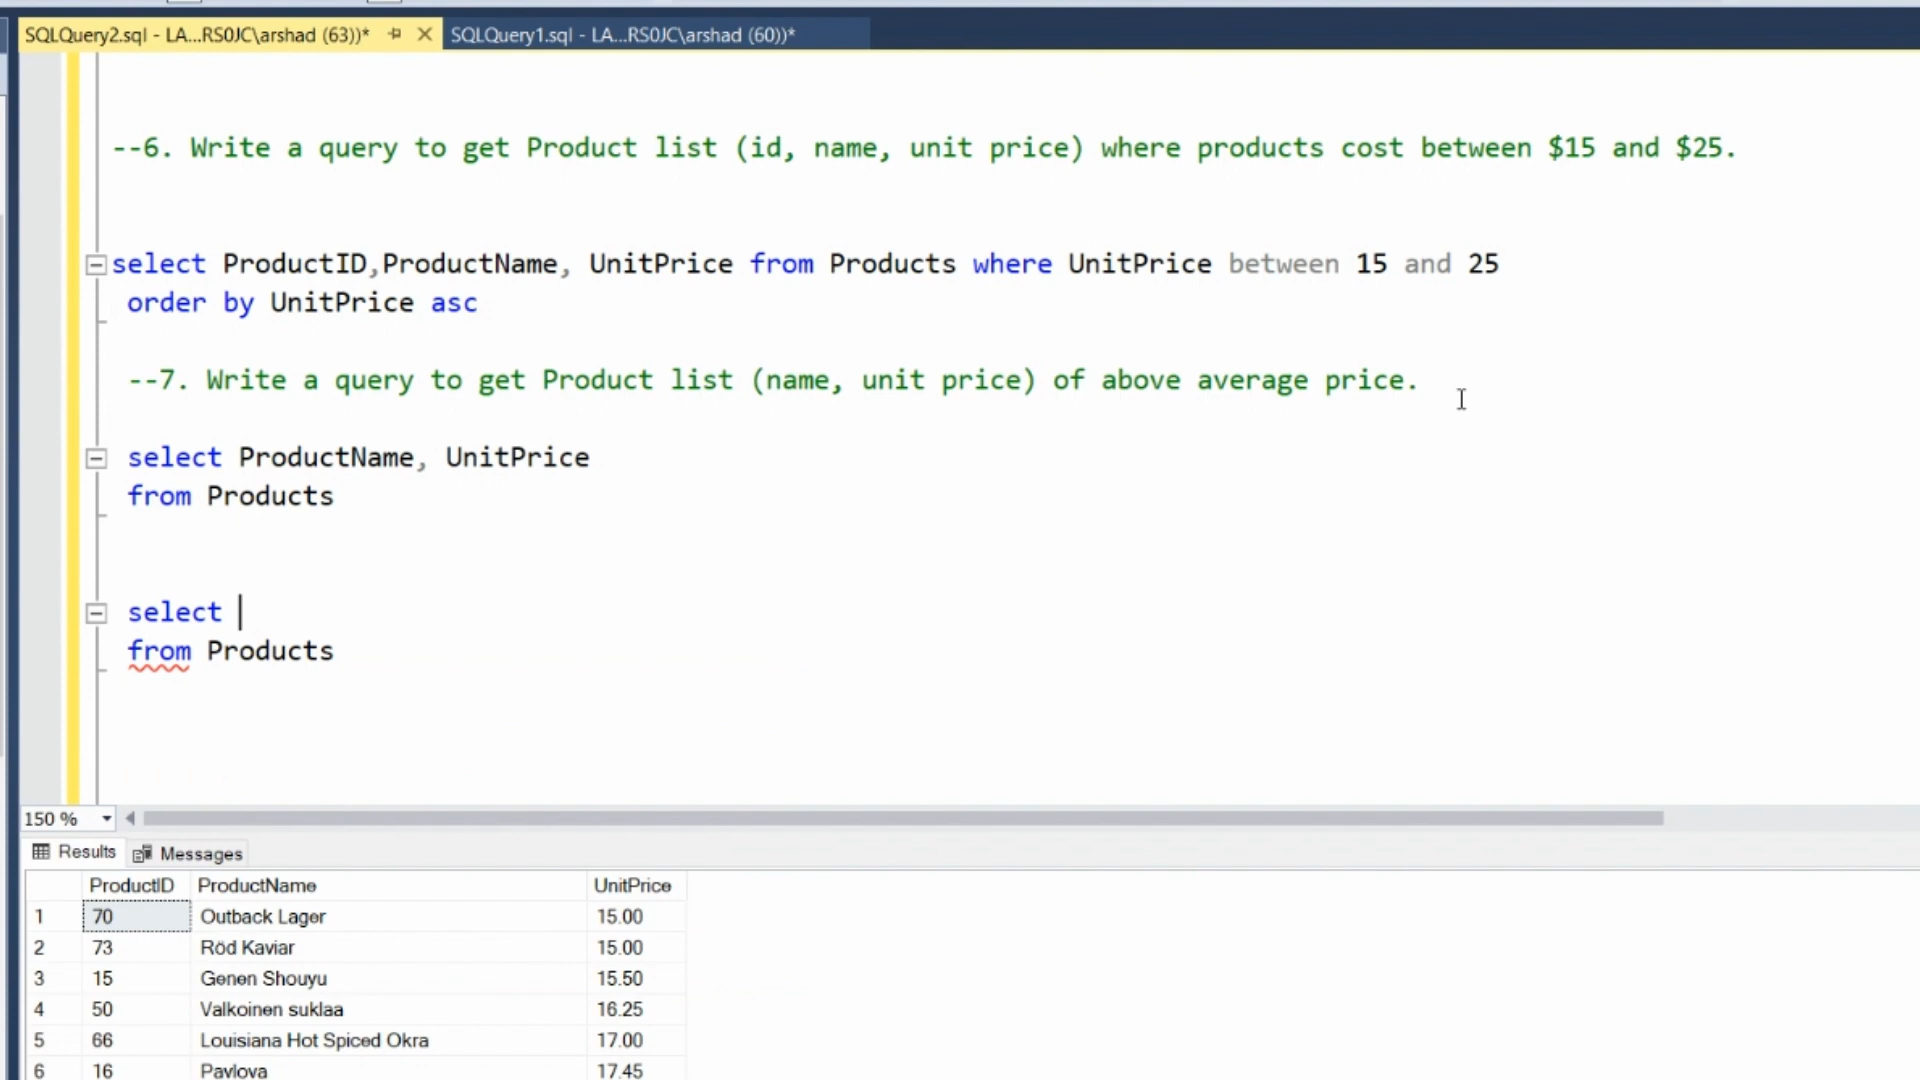 SQLQuery2.sql - LA...RS0JC\arshad (63))* SQLQuery1.sql - LA...RS0JC\arshad (60))*
--6. Write a query to get Product list (id, name, unit price) where products cost between $15 and $25.
select ProductID,ProductName, UnitPrice from Products where UnitPrice between 15 and 25
order by UnitPrice asc
--7. Write a query to get Product list (name, unit price) of above average price.
select ProductName, UnitPrice
from Products
select
from Products
150 %
Results Messages
ProductID ProductName UnitPrice
1 70 Outback Lager 15.00
2 73 Röd Kaviar 15.00
3 15 Genen Shouyu 15.50
4 50 Valkoinen suklaa 16.25
5 66 Louisiana Hot Spiced Okra 17.00
6 16 Pavlova 17.45